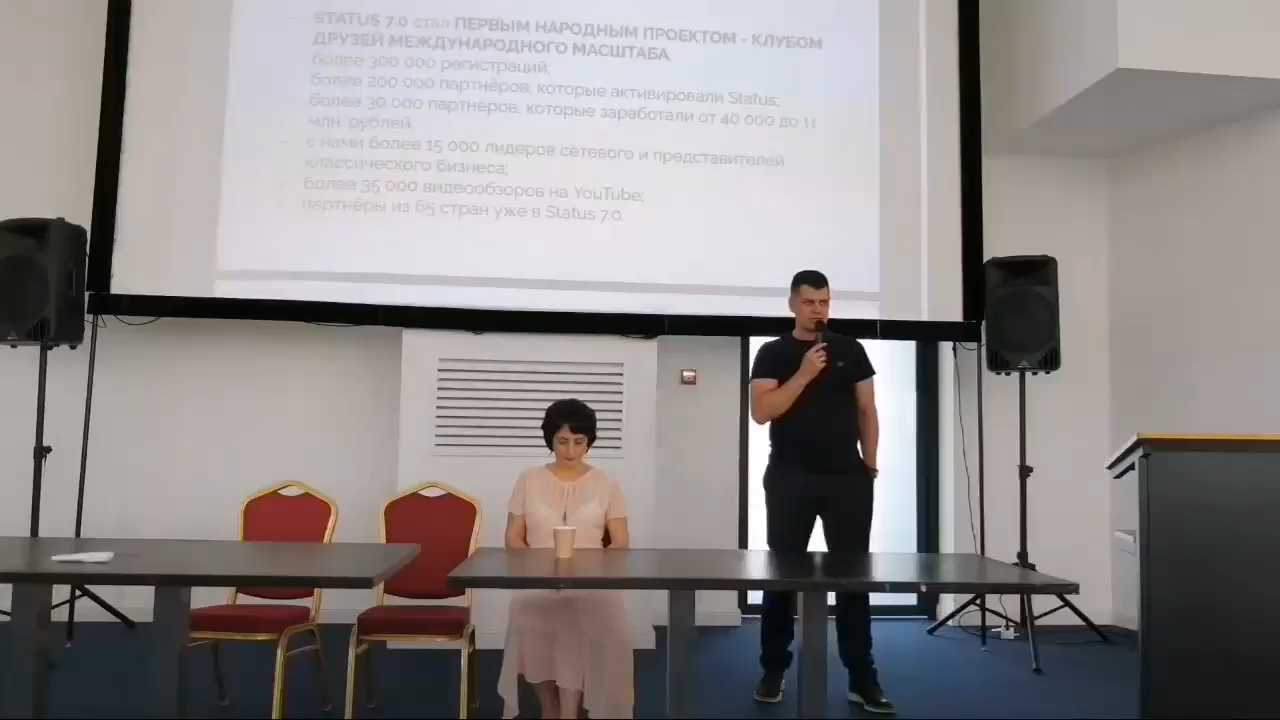 STATUS 7.0 стал ПЕРВЫМ НАРОДНЫМ ПРОЕКТОМ - КЛУБОМ
ДРУЗЕЙ МЕЖДУНАРОДНОГО МАСШТАБА
более 300 000 регистраций;
более 200 000 партнёров, которые активировали Status;
более 30 000 партнёров, которые заработали от 40 000 до 11
млн. рублей
с нами более 15 000 лидеров сетевого и представителей
классического бизнеса;
более 35 000 видеообзоров на YouTube;
партнёры из 65 стран уже в Status 7.0.